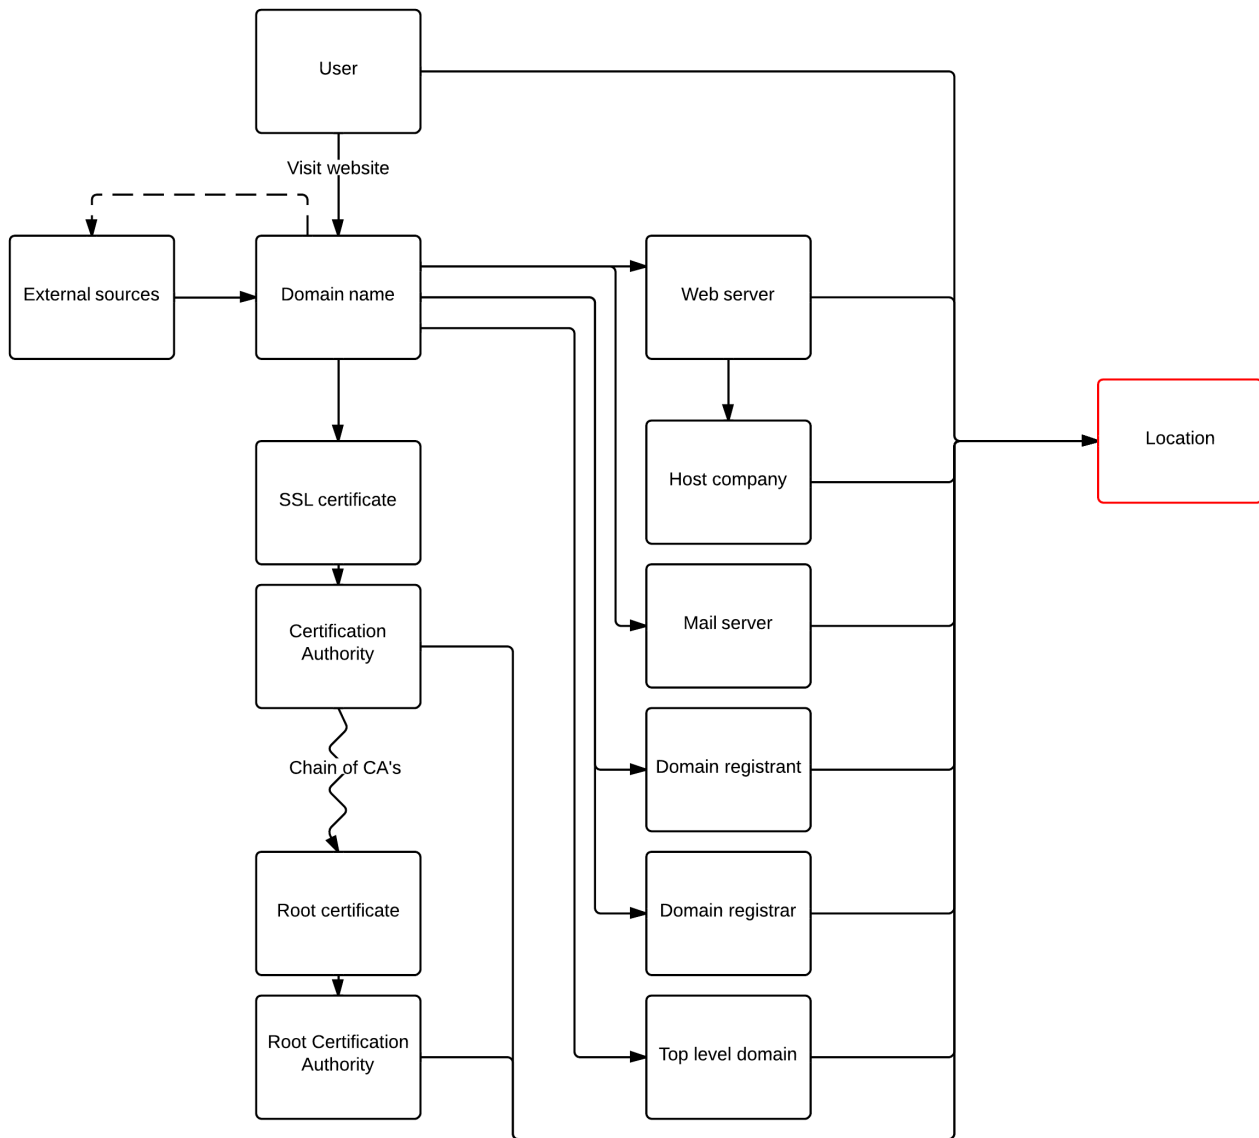 User
Visit website
External sources
Domain name
Web server
Location
Host company
SSL certificate
Mail server
Certification
Authority
Chain of CA's
Domain registrant
Root certificate
Domain registrar
Root Certification
Authority
Top level domain